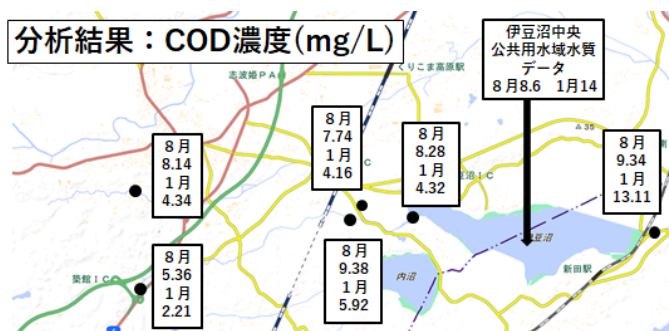 分析結果：COD濃度(mg/L)
伊豆沼中央
公共用水域水質
データ
8月8.6 1月14
くりこま高原駅
志波姫ＰＡ
8月
8.14
1月
4.34
8月
7.74
1月
4.16
8月
8.28
1月
4.32
35
8月
9.34
1月
13.11
沼ＩＣ
豆沼
8月
5.36
1月
2.21
築館ＩＣ
8月
9.38
1月
5.92
内沼
新田駅